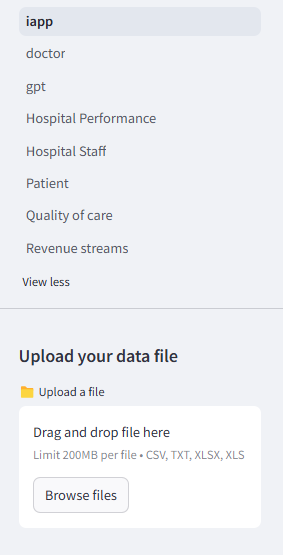 iapp
doctor
gpt
Hospital Performance
Hospital Staff
Patient
Quality of care
Revenue streams
View less
Upload your data file
Upload a file
Drag and drop file here
Limit 200MB per file • CSV, TXT, XLSX, XLS
Browse files